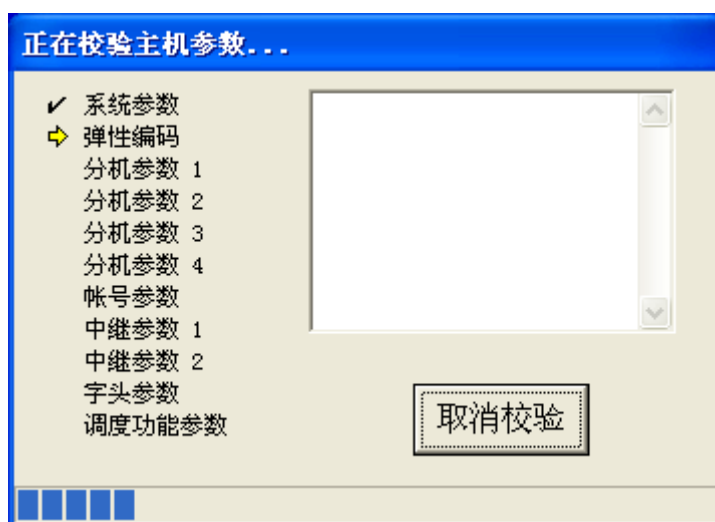 正在校验主机参数...
系统参数
弹性编码
分机参数 1
分机参数 2
分机参数 3
分机参数 4
帐号参数
中继参数 1
中继参数 2
字头参数
调度功能参数
取消校验